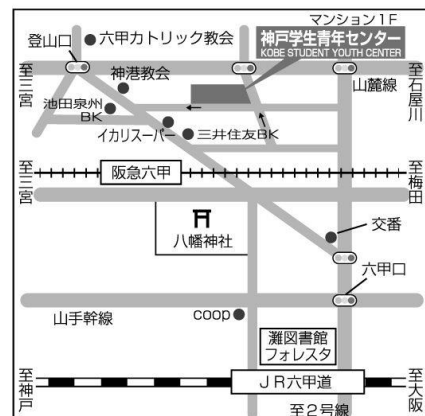 マンション1F
登山口
六甲カトリック教会
神戸学生青年センター
KOBE STUDENT YOUTH CENTER
至三宮
神港教会
山麓線
至石屋川
池田泉州
BK
イカリスーパー
三井住友BK
阪急六甲
至三宮
至梅田
八幡神社
交番
六甲口
山手幹線
coop
灘図書館
フォレスタ
至神戸
JR六甲道
至大阪
至2号線